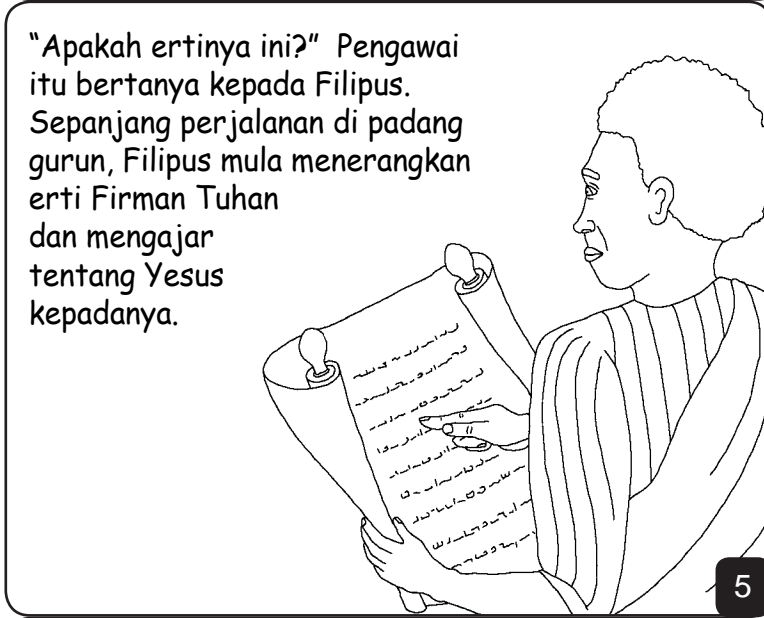 “Apakah ertinya ini?” Pengawai
itu bertanya kepada Filipus.
Sepanjang perjalanan di padang
gurun, Filipus mula menerangkan
erti Firman Tuhan
dan mengajar
tentang Yesus
kepadanya.
5